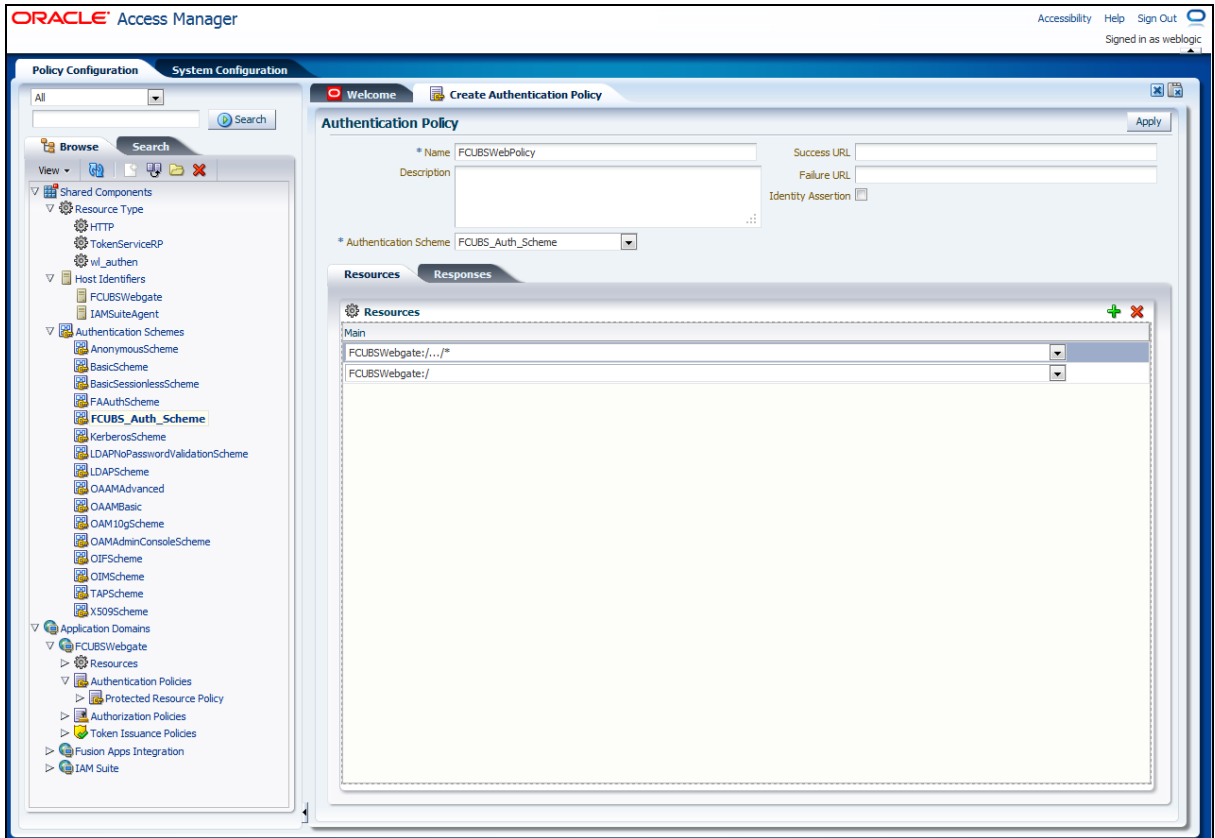 ORACLE Access Manager
Accessibility Help Sign Out
Signed in as weblogic
Policy Configuration System Configuration
All
Search
Browse Search
View
Shared Components
Resource Type
HTTP
TokenServiceRP
wl_authen
Host Identifiers
FCUBSWebgate
IAMSuiteAgent
Authentication Schemes
AnonymousScheme
BasicScheme
BasicSessionlessScheme
FAAuthScheme
FCUBS_Auth_Scheme
KerberosScheme
LDAPNoPasswordValidationScheme
LDAPScheme
OAAMAdvanced
OAAMBasic
OAM10gScheme
OAMAdminConsoleScheme
OIFScheme
OIMScheme
TAPScheme
X509Scheme
Application Domains
FCUBSWebgate
Resources
Authentication Policies
Protected Resource Policy
Authorization Policies
Token Issuance Policies
Fusion Apps Integration
IAM Suite
Welcome Create Authentication Policy
Authentication Policy Apply
* Name FCUBSWebPolicy
Description
* Authentication Scheme FCUBS_Auth_Scheme
Success URL
Failure URL
Identity Assertion
Resources Responses
Resources
Main
FCUBSWebgate:/.../*
FCUBSWebgate:/